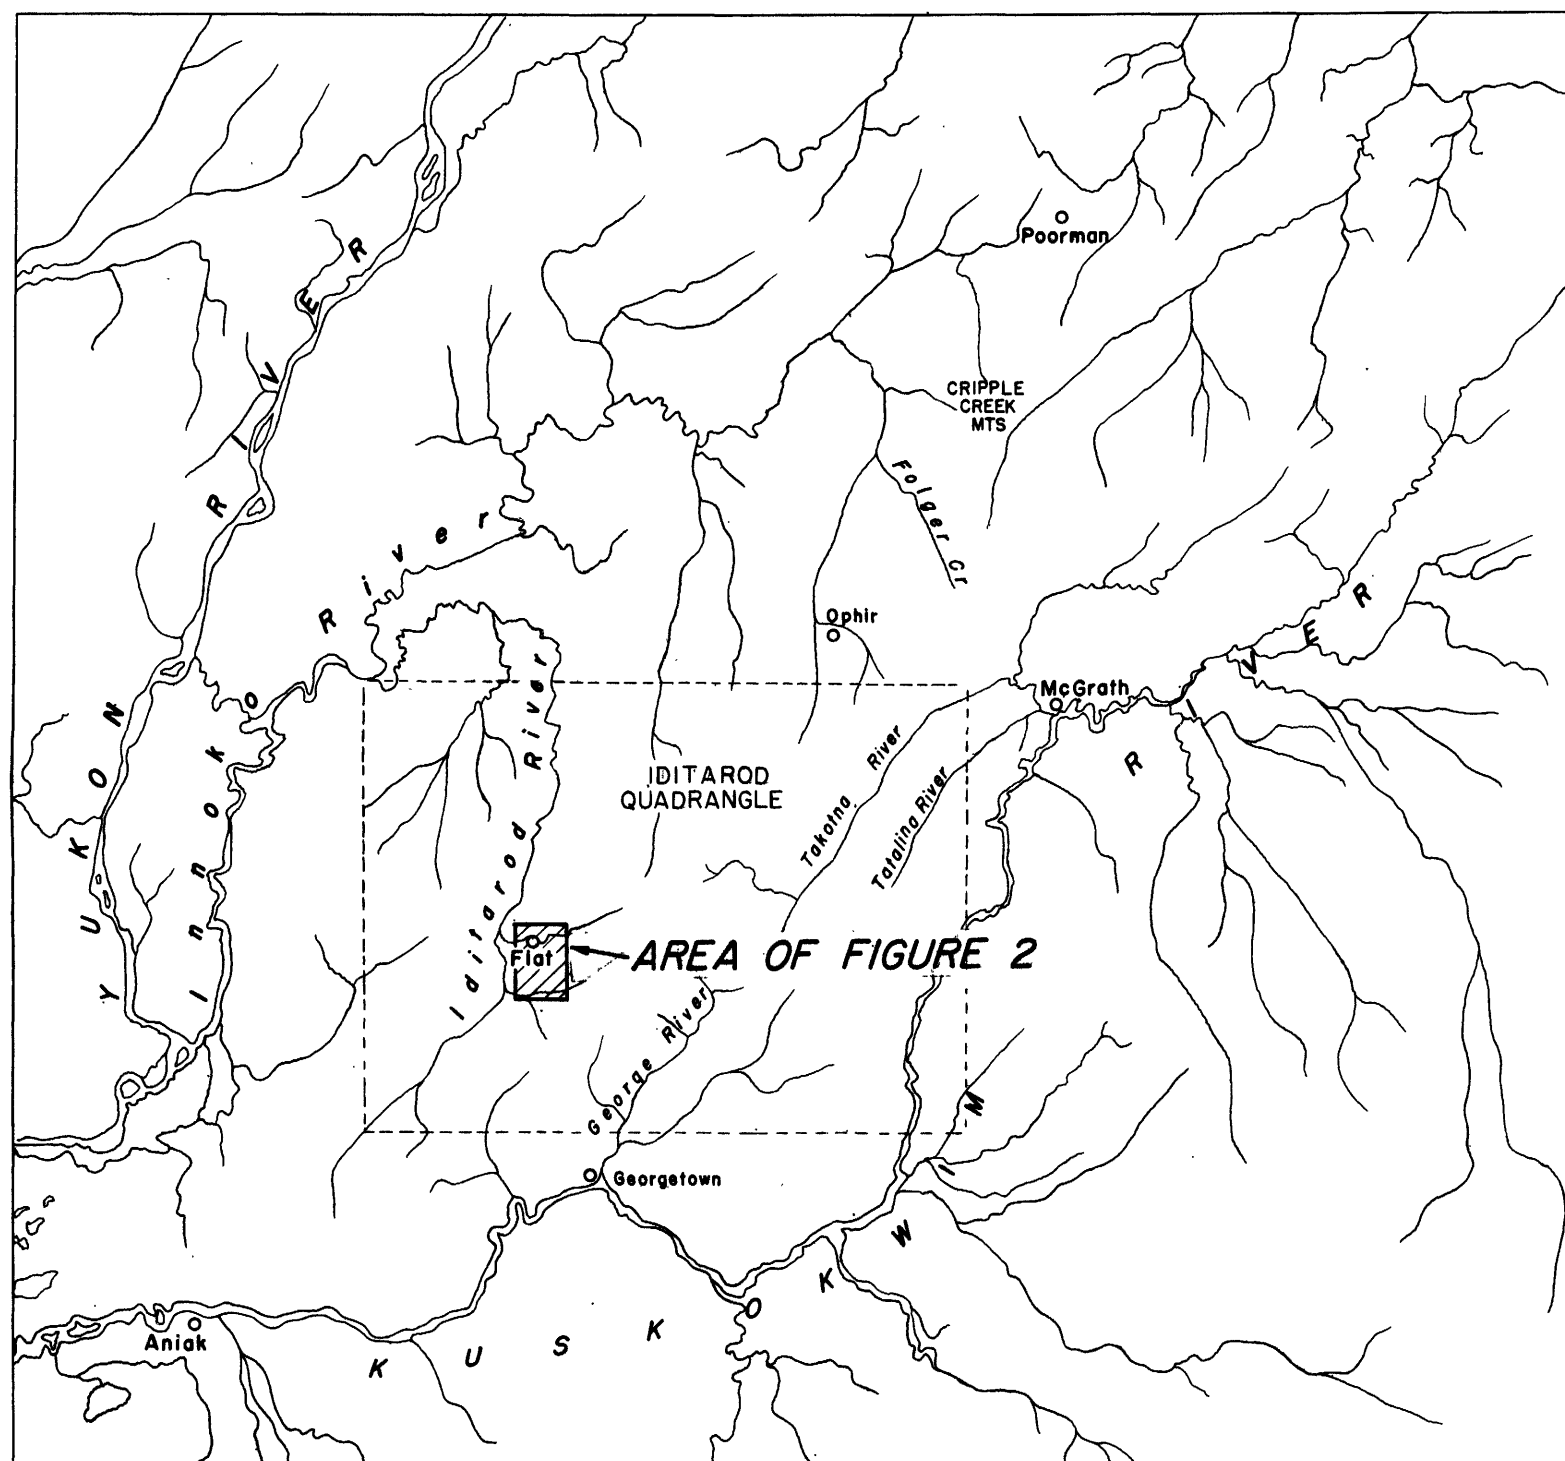 Poorman
CRIPPLE
CREEK
MTS
YUKON RIVER
Innoko River
Folger Cr
Ophir
McGrath
Iditarod River
IDITAROD
QUADRANGLE
Takotna River
Tatalina River
Flat
AREA OF FIGURE 2
George River
Georgetown
Aniak
KUSKOKWIM RIVER